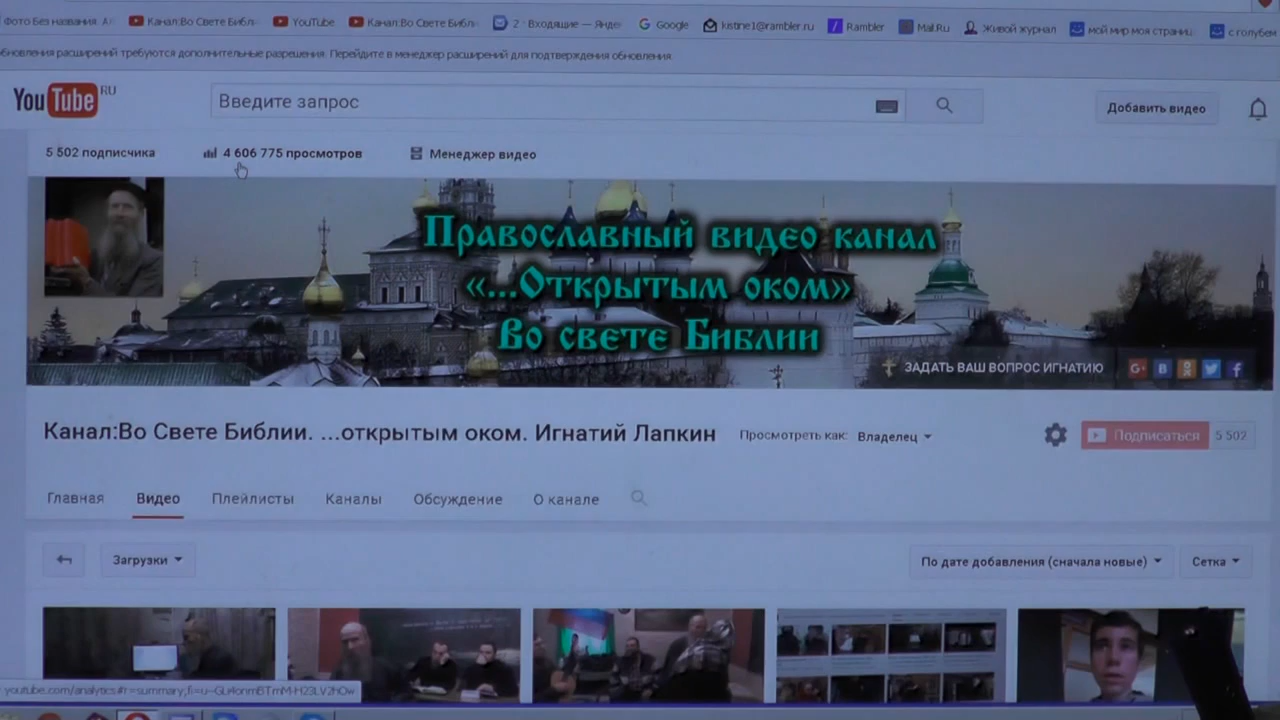 Фото Без названия. Ал Канал:Во Свете Библи YouTube Канал:Во Свете Библи 2 · Входящие — Янде Google kistine1@rambler.ru Rambler Mail.Ru Живой журнал мой мир моя страниц с голубем
обновления расширений требуются дополнительные разрешения. Перейдите в менеджер расширений для подтверждения обновления
YouTube RU
Введите запрос
Добавить видео
5 502 подписчика 4 606 775 просмотров Менеджер видео
Православный видео канал
«...Открытым оком»
Во свете Библии
ЗАДАТЬ ВАШ ВОПРОС ИГНАТИЮ
Канал:Во Свете Библии. ...открытым оком. Игнатий Лапкин Просмотреть как: Владелец Подписаться 5 502
Главная Видео Плейлисты Каналы Обсуждение О канале
Загрузки По дате добавления (сначала новые) Сетка